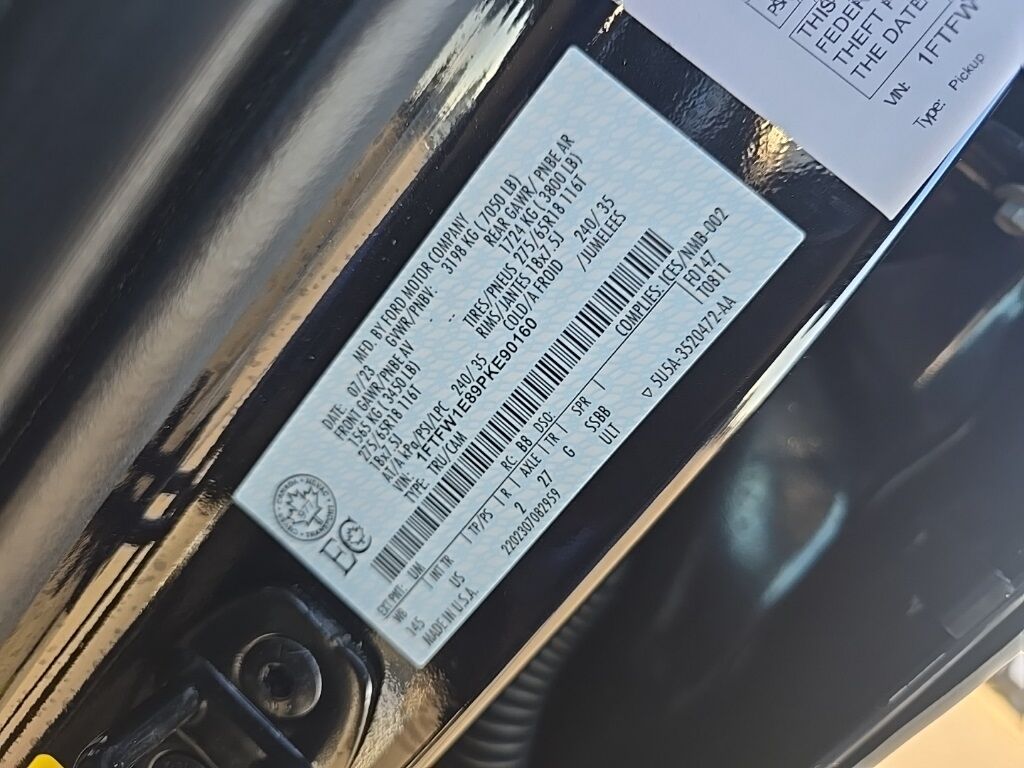 THIS
FEDER
THEFT P
THE DATE
VIN: 1FTFW
Type: Pickup
MFD. BY FORD MOTOR COMPANY
DATE: 07/23 GVWR/PNBV: 3198 KG ( 7050 LB)
FRONT GAWR/PNBE AV REAR GAWR/ PNBE AR
1565 KG ( 3450 LB) 1724 KG ( 3800 LB)
275/65R18 116T TIRES/PNEUS 275/65R18 116T
18x7.5J RIMS/JANTES 18x7.5J
AT/A kPa/PSI/LPC 240/ 35 COLD/A FROID 240/ 35
VIN: 1FTFW1E89PKE90160 /JUMELEES
TYPE: TRU/CAM
CANADA
EC
COMPLIES: ICES/NMB-002
EXT PNT: UM RC: BB DSO: F0147
WB INT TR TP/PS R AXLE TR SPR T0811
145 US 2 27 G SSBB
MADE IN U.S.A. 2202307082959 ULT
5U5A-3520472-AA